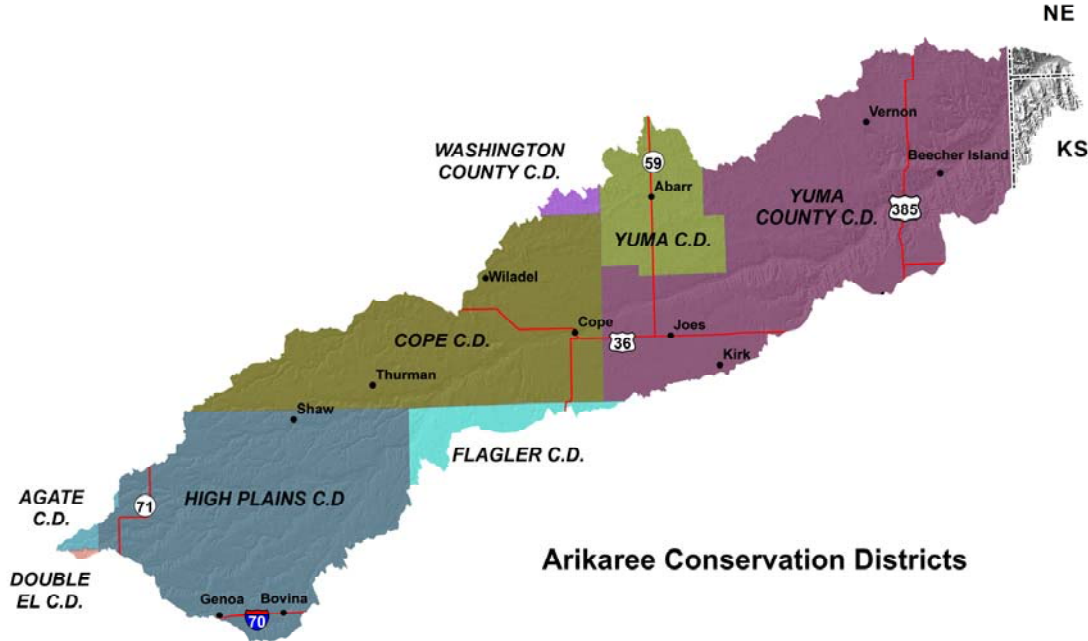 NE
KS
Vernon
Beecher Island
WASHINGTON
COUNTY C.D.
59
Abarr
YUMA
COUNTY C.D.
385
YUMA C.D.
Wiladel
Cope
36
Joes
COPE C.D.
Kirk
Thurman
Shaw
FLAGLER C.D.
AGATE
C.D.
71
HIGH PLAINS C.D
DOUBLE
EL C.D.
Arikaree Conservation Districts
Genoa
Bovina
70